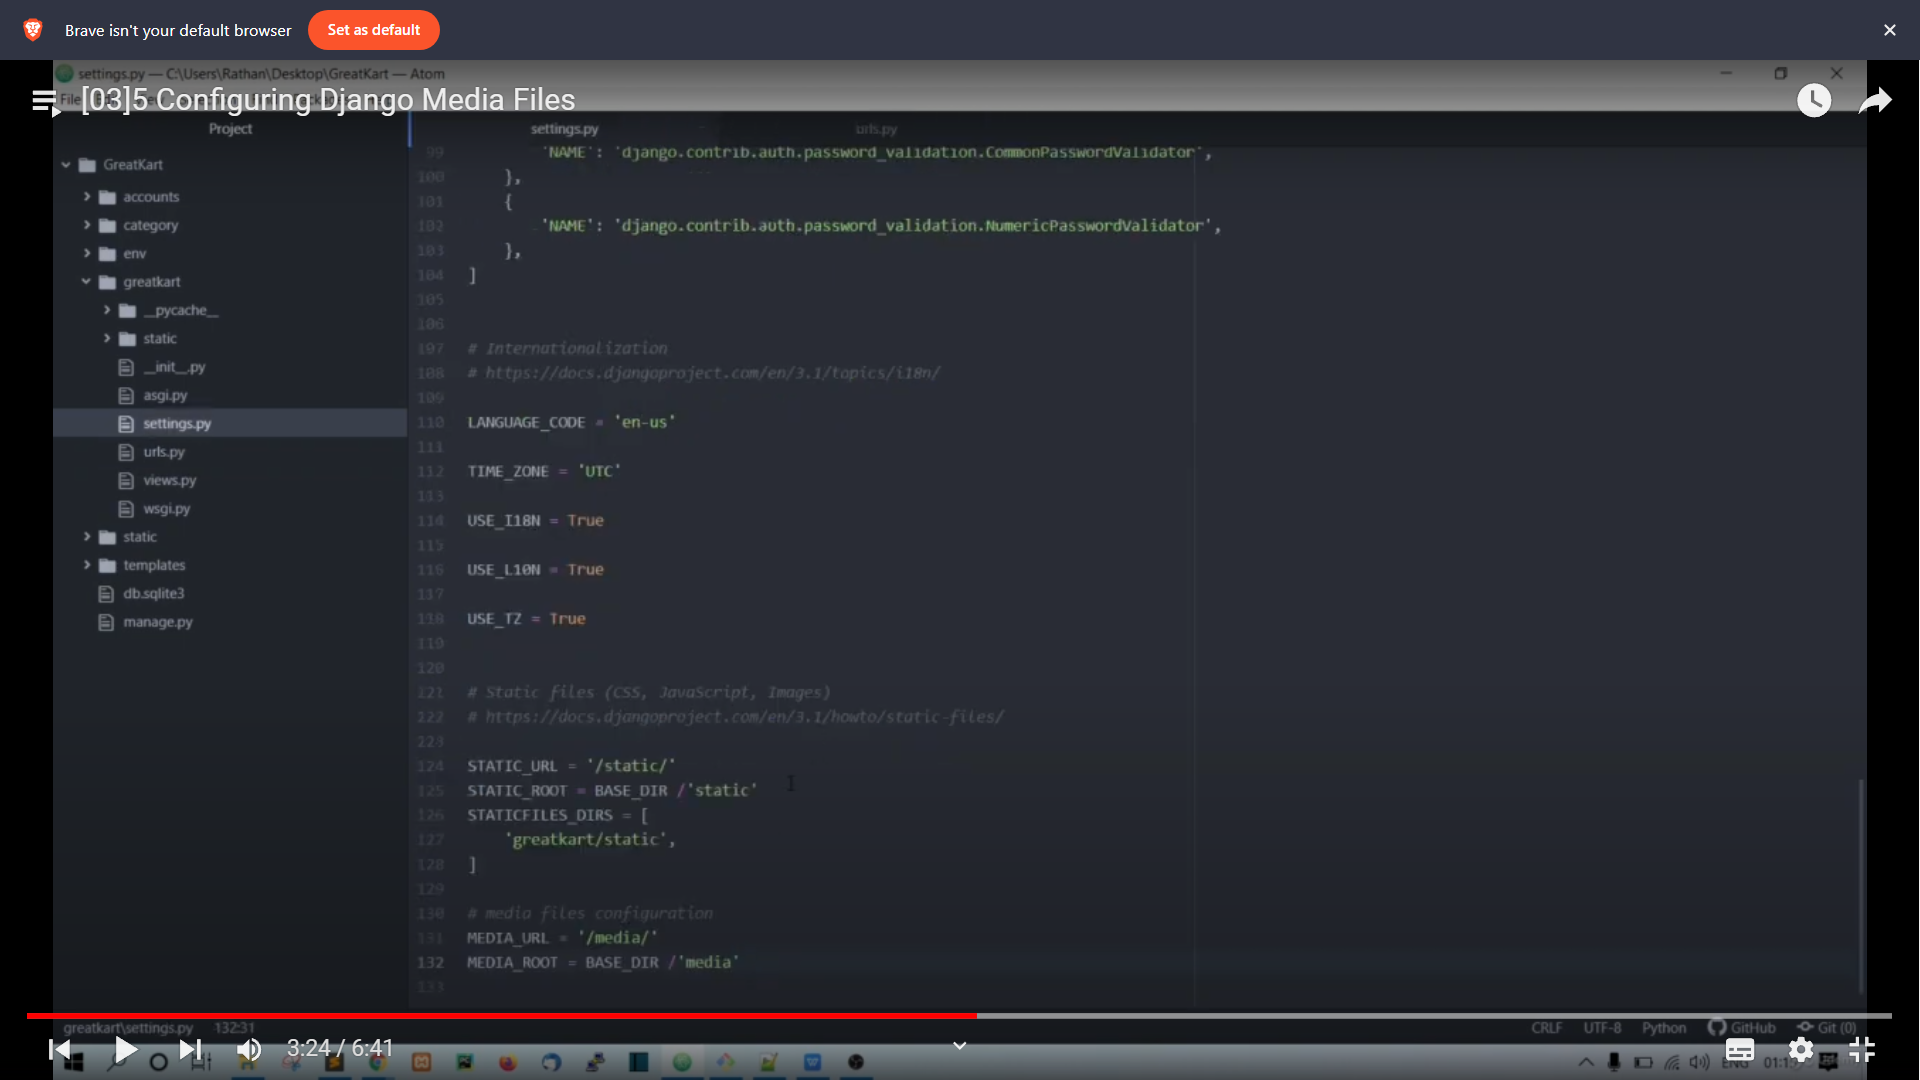 Brave isn't your default browser
Set as default
settings.py — C:\Users\Rathan\Desktop\GreatKart — Atom
File
[03]5 Configuring Django Media Files
Project
settings.py
urls.py
GreatKart
accounts
category
env
greatkart
__pycache__
static
__init__.py
asgi.py
settings.py
urls.py
views.py
wsgi.py
static
templates
db.sqlite3
manage.py
99 'NAME': 'django.contrib.auth.password_validation.CommonPasswordValidator',
100 },
101 {
102 'NAME': 'django.contrib.auth.password_validation.NumericPasswordValidator',
103 },
104 ]
105
106
107 # Internationalization
108 # https://docs.djangoproject.com/en/3.1/topics/i18n/
109
110 LANGUAGE_CODE = 'en-us'
111
112 TIME_ZONE = 'UTC'
113
114 USE_I18N = True
115
116 USE_L10N = True
117
118 USE_TZ = True
119
120
121 # Static files (CSS, JavaScript, Images)
122 # https://docs.djangoproject.com/en/3.1/howto/static-files/
123
124 STATIC_URL = '/static/'
125 STATIC_ROOT = BASE_DIR /'static'
126 STATICFILES_DIRS = [
127 'greatkart/static',
128 ]
129
130 # media files configuration
131 MEDIA_URL = '/media/'
132 MEDIA_ROOT = BASE_DIR /'media'
133
greatkart\settings.py 132:31
CRLF UTF-8 Python GitHub Git (0)
3:24 / 6:41
ENG